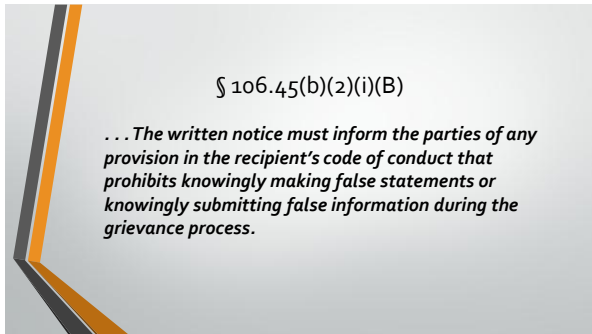 § 106.45(b)(2)(i)(B)
. . . The written notice must inform the parties of any
provision in the recipient's code of conduct that
prohibits knowingly making false statements or
knowingly submitting false information during the
grievance process.